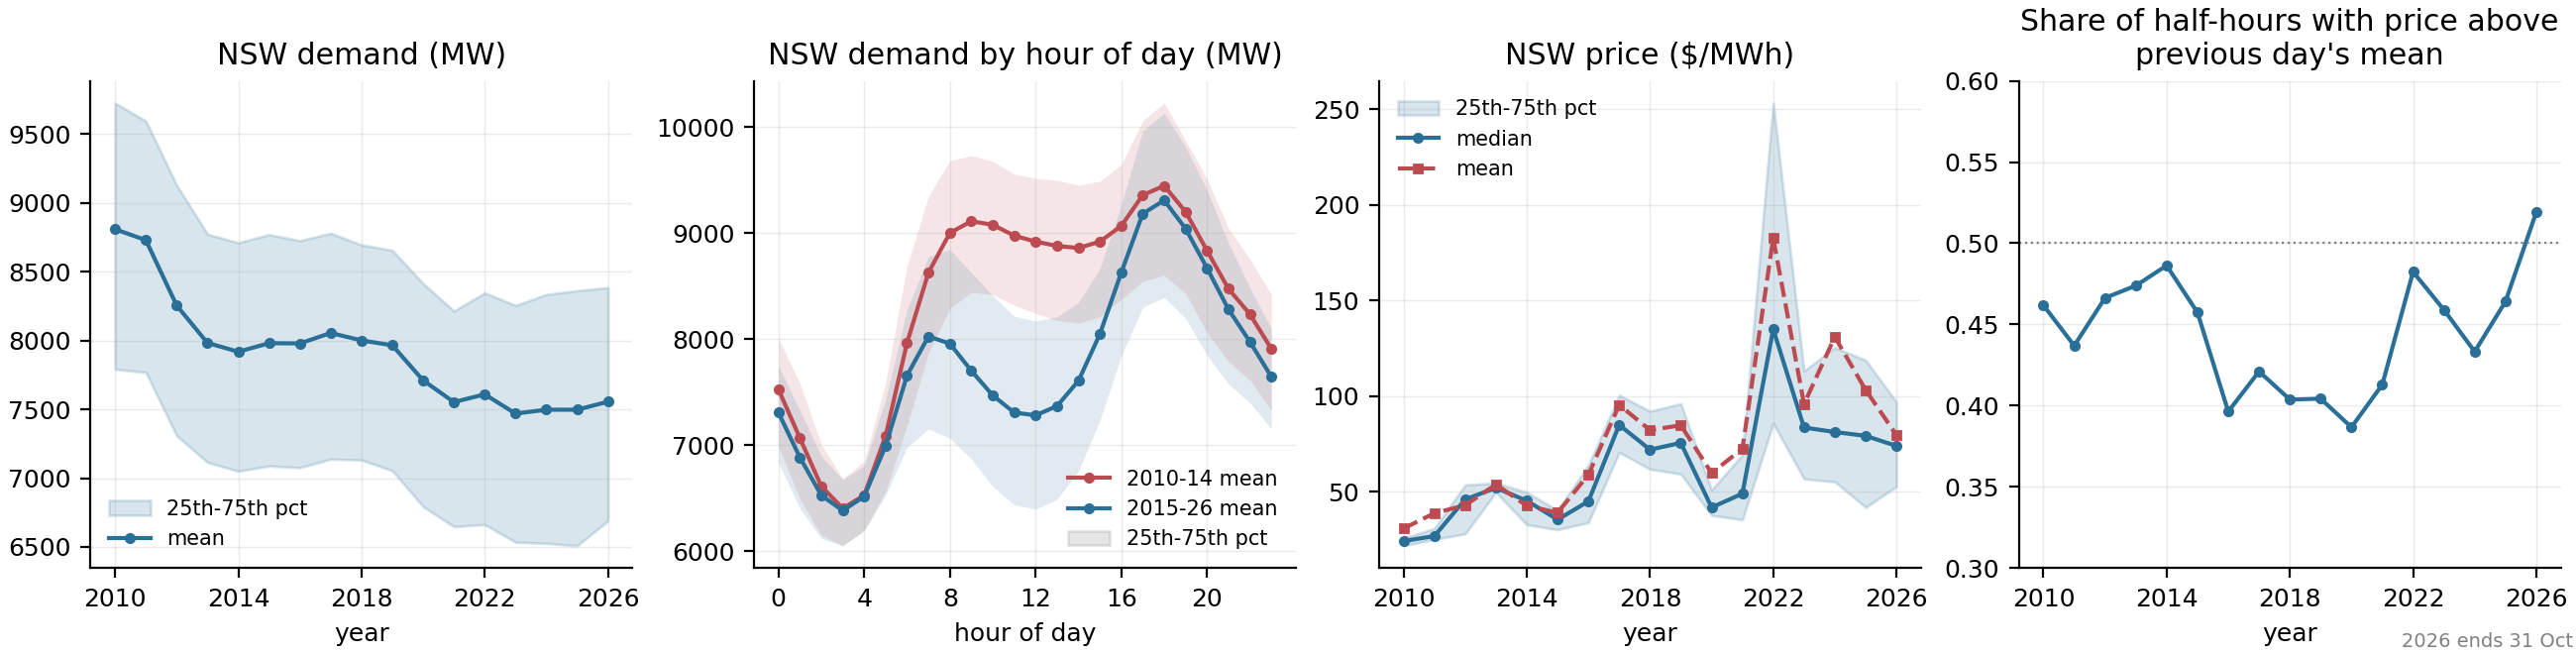 NSW demand (MW)
9500
9000
8500
8000
7500
7000
6500
25th-75th pct
mean
2010 2014 2018 2022 2026
year
NSW demand by hour of day (MW)
10000
9000
8000
7000
6000
2010-14 mean
2015-26 mean
25th-75th pct
0 4 8 12 16 20
hour of day
NSW price ($/MWh)
250
200
150
100
50
25th-75th pct
median
mean
2010 2014 2018 2022 2026
year
Share of half-hours with price above
previous day's mean
0.60
0.55
0.50
0.45
0.40
0.35
0.30
2010 2014 2018 2022 2026
year
2026 ends 31 Oct